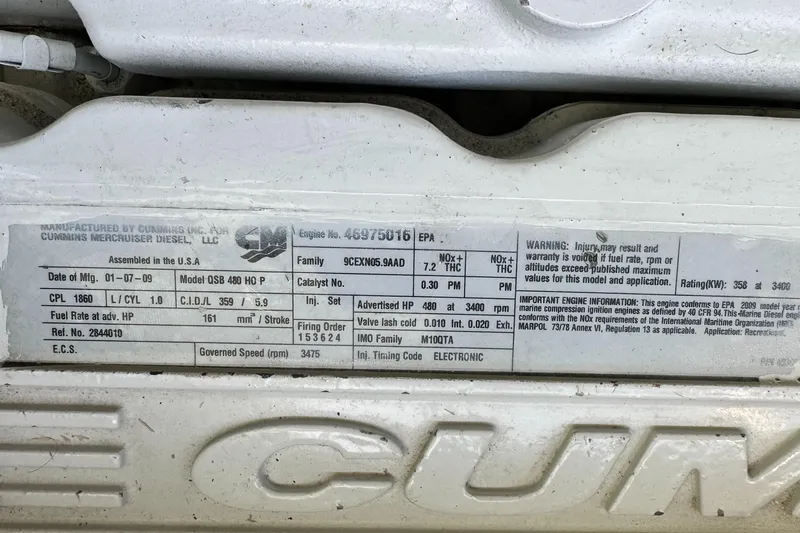 MANUFACTURED BY CUMMINS INC. FOR
CUMMINS MERCRUISER DIESEL, LLC
CM
Assembled in the U.S.A
Date of Mfg. 01-07-09 Model QSB 480 HO P
CPL 1860 L / CYL 1.0 C.I.D./L 359 / 5.9
Fuel Rate at adv. HP 161 mm³ / Stroke
Ref. No. 2844010
E.C.S. Governed Speed (rpm) 3475
Engine No. 46975016 EPA
Family 9CEXN05.9AAD 7.2 NOx+ THC NOx+ THC
Catalyst No. 0.30 PM PM
Inj. Set Advertised HP 480 at 3400 rpm
Firing Order Valve lash cold 0.010 Int. 0.020 Exh.
153624 IMO Family M10QTA
Inj. Timing Code ELECTRONIC
WARNING: Injury may result and
warranty is voided if fuel rate, rpm or
altitudes exceed published maximum
values for this model and application.
Rating(KW): 358 at 3400
IMPORTANT ENGINE INFORMATION: This engine conforms to EPA 2009 model year
marine compression ignition engines as defined by 40 CFR 94. This Marine Diesel
conforms with the NOx requirements of the International Maritime Organization
MARPOL 73/78 Annex VI, Regulation 13 as applicable. Application:
CUM